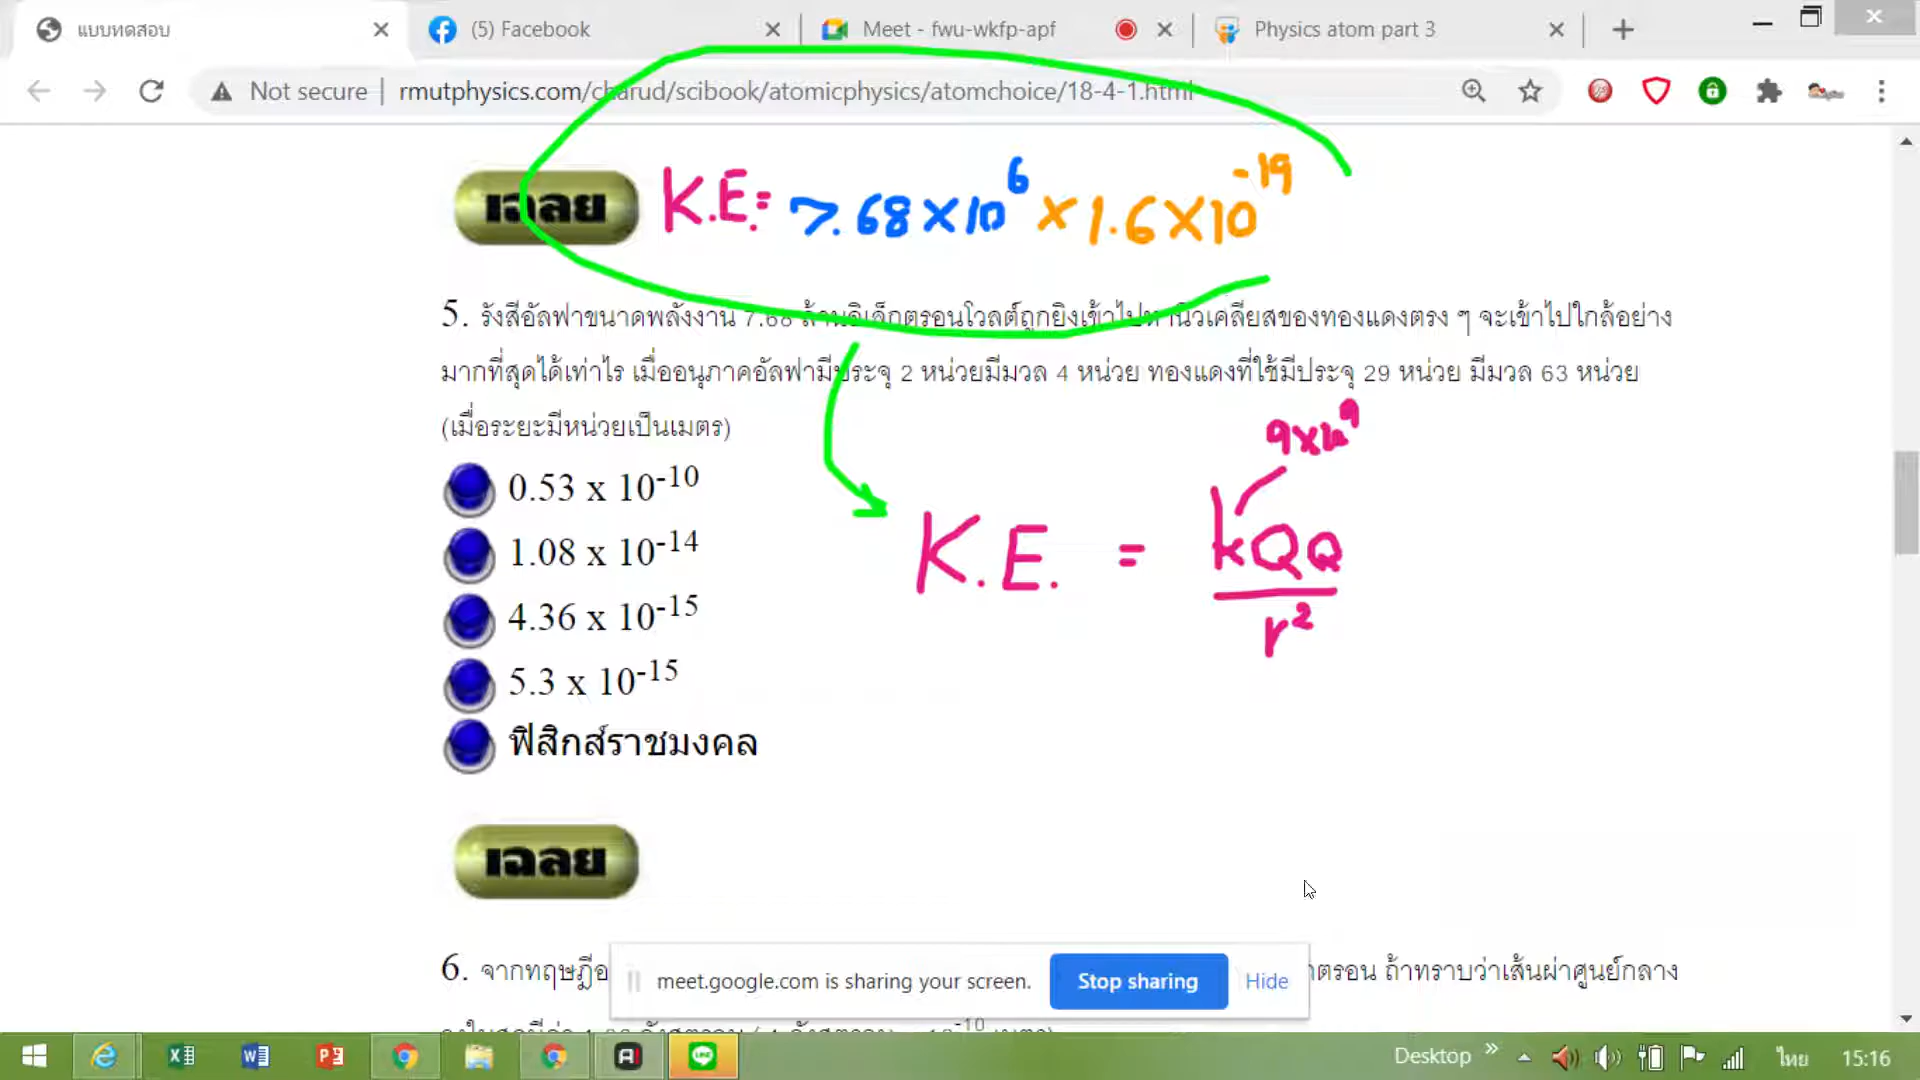 แบบทดสอบ
(5) Facebook
Meet - fwu-wkfp-apf
Physics atom part 3
Not secure | rmutphysics.com/charud/scibook/atomicphysics/atomchoice/18-4-1.html
เฉลย K.E.= 7.68×10⁶ × 1.6×10⁻¹⁹
5. รังสีอัลฟาขนาดพลังงาน 7.68 ล้านอิเล็กตรอนโวลต์ถูกยิงเข้าไปหานิวเคลียสของทองแดงตรง ๆ จะเข้าไปใกล้อย่าง
มากที่สุดได้เท่าไร เมื่ออนุภาคอัลฟามีประจุ 2 หน่วยมีมวล 4 หน่วย ทองแดงที่ใช้มีประจุ 29 หน่วย มีมวล 63 หน่วย
(เมื่อระยะมีหน่วยเป็นเมตร)
9×10⁹
0.53 x 10⁻¹⁰
1.08 x 10⁻¹⁴
K.E. = kQQ
4.36 x 10⁻¹⁵
r²
5.3 x 10⁻¹⁵
ฟิสิกส์ราชมงคล
เฉลย
6. จากทฤษฎีอ
ตรอน ถ้าทราบว่าเส้นผ่าศูนย์กลาง
meet.google.com is sharing your screen.
Stop sharing
Hide
Desktop
ไทย
15:16